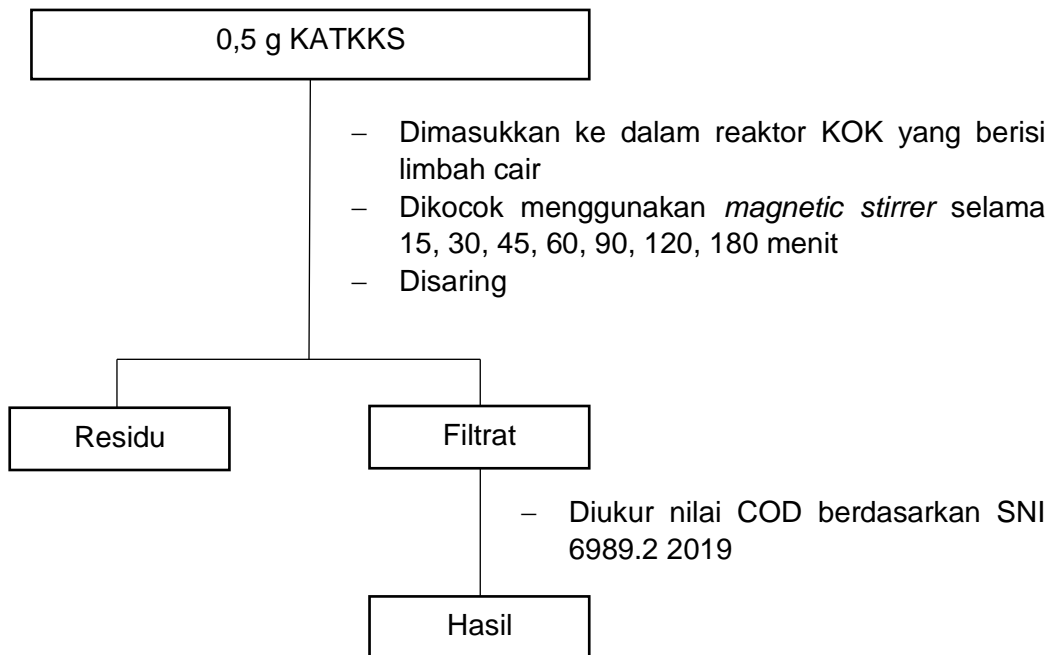 0,5 g KATKKS
– Dimasukkan ke dalam reaktor KOK yang berisi
limbah cair
– Dikocok menggunakan magnetic stirrer selama
15, 30, 45, 60, 90, 120, 180 menit
– Disaring
Residu
Filtrat
– Diukur nilai COD berdasarkan SNI
6989.2 2019
Hasil